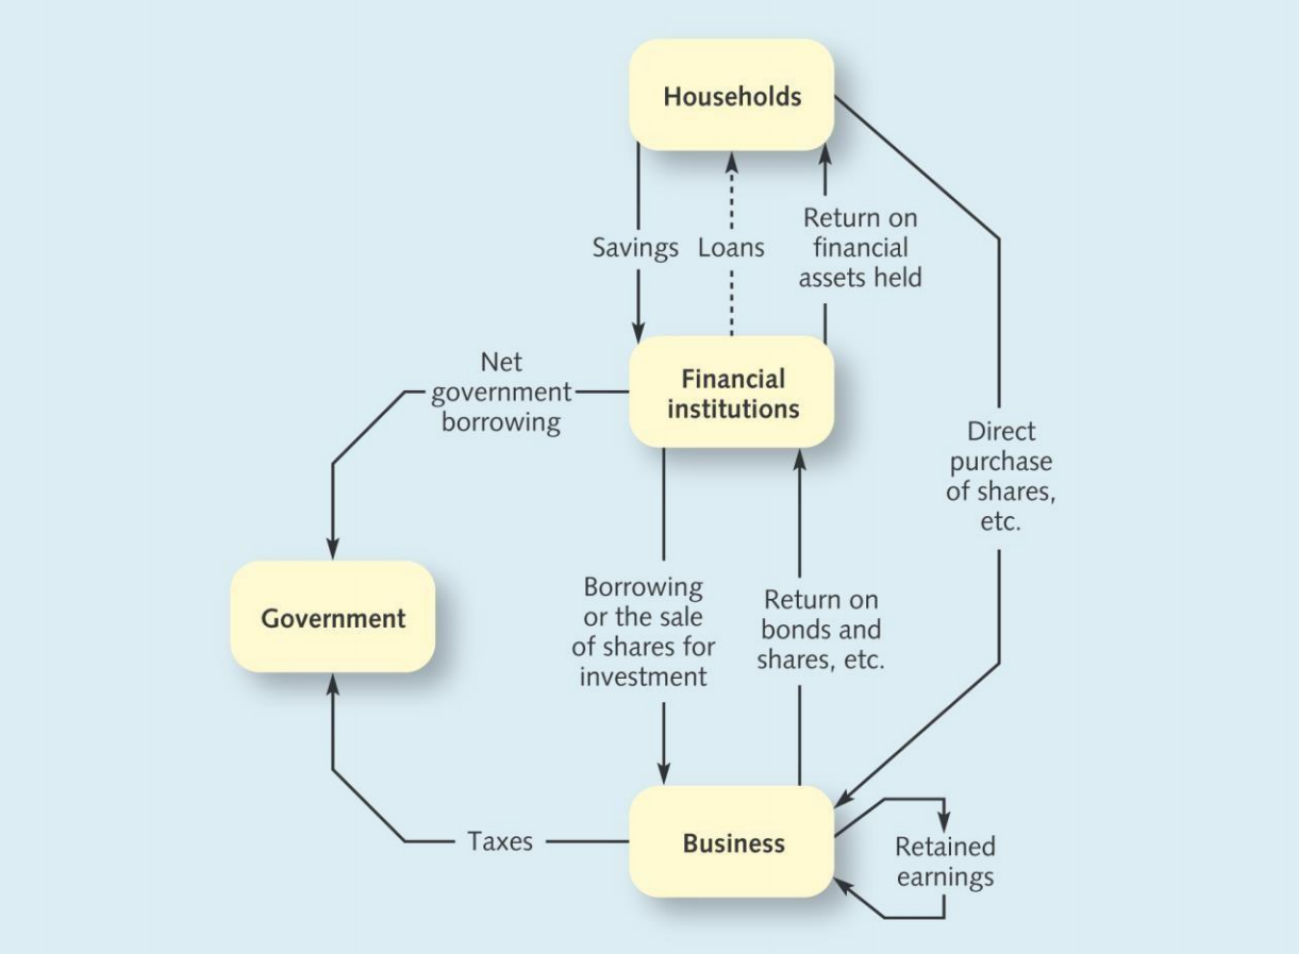 Households
Savings
Loans
Return on
financial
assets held
Net
government
borrowing
Financial
institutions
Direct
purchase
of shares,
etc.
Government
Borrowing
or the sale
of shares for
investment
Return on
bonds and
shares, etc.
Taxes
Business
Retained
earnings